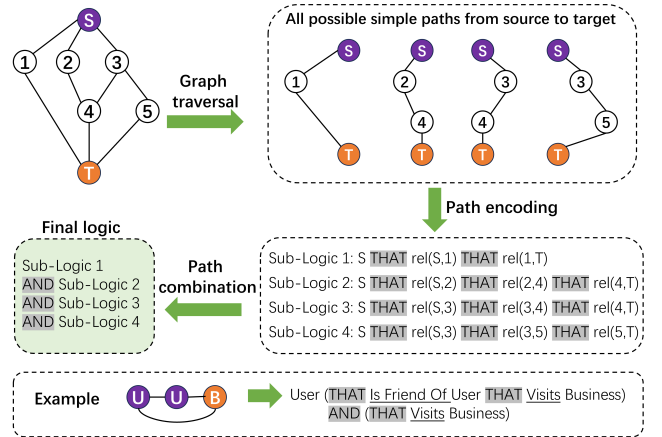 S
1
2
3
4
5
T
Graph
traversal
All possible simple paths from source to target
S
S
S
S
1
2
3
3
4
4
5
T
T
T
T
Path encoding
Final logic
Sub-Logic 1
AND Sub-Logic 2
AND Sub-Logic 3
AND Sub-Logic 4
Path
combination
Sub-Logic 1: S THAT rel(S,1) THAT rel(1,T)
Sub-Logic 2: S THAT rel(S,2) THAT rel(2,4) THAT rel(4,T)
Sub-Logic 3: S THAT rel(S,3) THAT rel(3,4) THAT rel(4,T)
Sub-Logic 4: S THAT rel(S,3) THAT rel(3,5) THAT rel(5,T)
Example
U U B
User (THAT Is Friend Of User THAT Visits Business)
AND (THAT Visits Business)